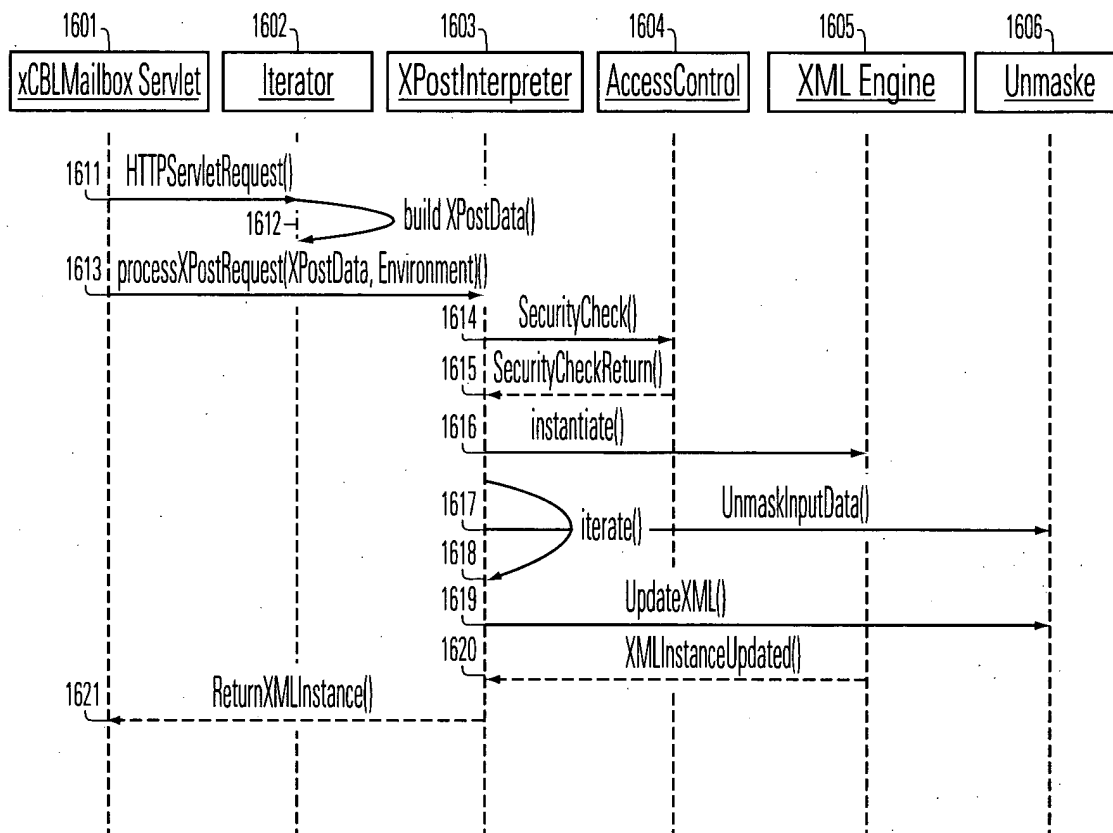 1601 1602 1603 1604 1605 1606
xCBLMailbox Servlet Iterator XPostInterpreter AccessControl XML Engine Unmaske
1611 HTTPServletRequest()
1612 build XPostData()
1613 processXPostRequest(XPostData, Environment)()
1614 SecurityCheck()
1615 SecurityCheckReturn()
1616 instantiate()
1617 iterate() UnmaskInputData()
1618
1619 UpdateXML()
1620 XMLInstanceUpdated()
1621 ReturnXMLInstance()